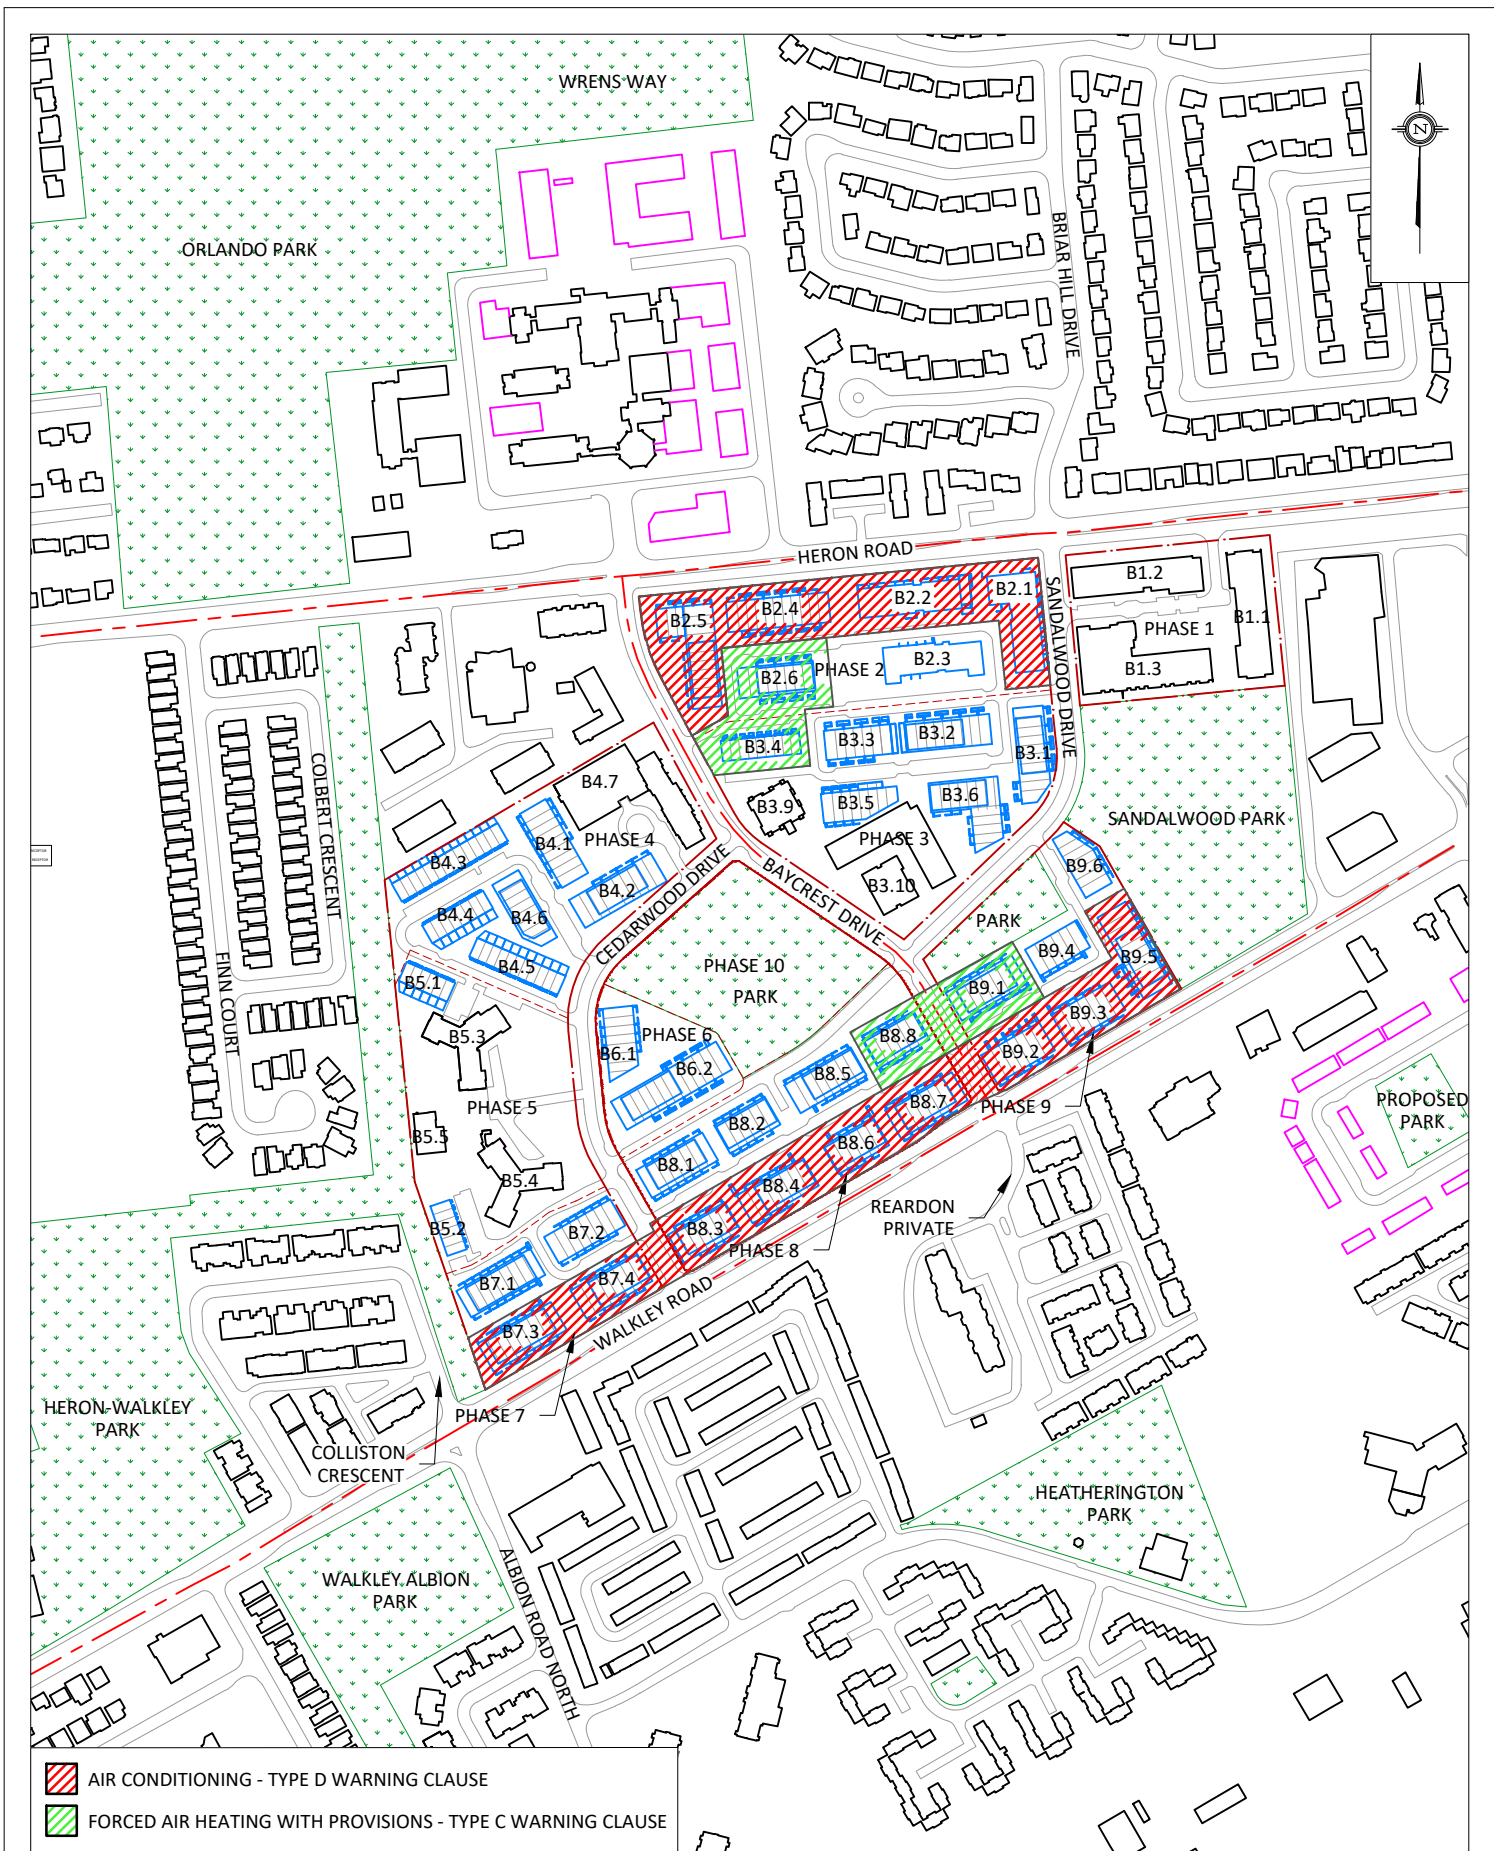 WRENS WAY
N
ORLANDO PARK
BRIAR HILL DRIVE
HERON ROAD
B1.2
B2.1
B2.2
B2.4
B2.5
SANDALWOOD DRIVE
B1.1
PHASE 1
B1.3
B2.3
PHASE 2
B2.6
B3.4
B3.3
B3.2
B3.1
COLBERT CRESCENT
B4.7
B3.9
B3.5
B3.6
SANDALWOOD PARK
PHASE 4
PHASE 3
B4.1
B4.3
B4.2
B3.10
B9.6
CEDARWOOD DRIVE
BAYCREST DRIVE
B4.4
B4.6
PARK
B4.5
FINN COURT
B9.4
B9.5
PHASE 10
PARK
B5.1
B9.1
B9.3
B5.3
PHASE 6
B6.1
B8.8
B9.2
B6.2
B8.5
PHASE 5
B8.7
PHASE 9
PROPOSED
PARK
B5.5
B8.2
B8.6
B8.1
B5.4
B8.4
REARDON
PRIVATE
B5.2
B7.2
B8.3
PHASE 8
B7.1
B7.4
WALKLEY ROAD
B7.3
PHASE 7
HERON-WALKLEY
PARK
COLLISTON
CRESCENT
HEATHERINGTON
PARK
WALKLEY ALBION
PARK
ALBION ROAD NORTH
AIR CONDITIONING - TYPE D WARNING CLAUSE
FORCED AIR HEATING WITH PROVISIONS - TYPE C WARNING CLAUSE